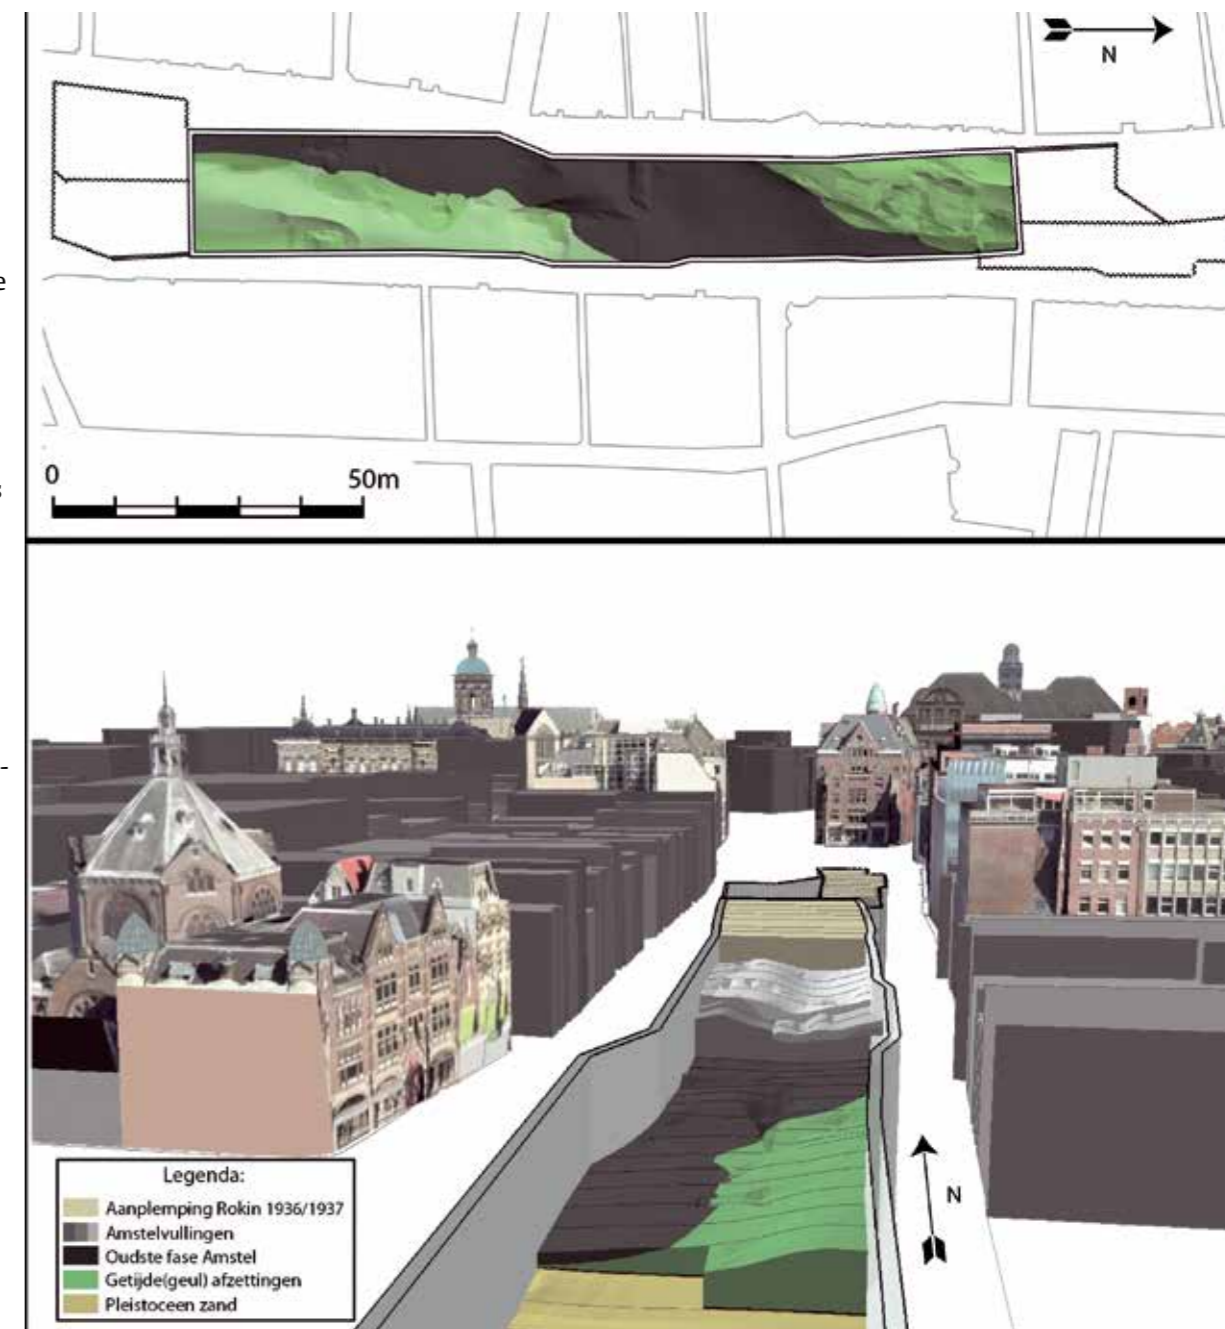 N
e
0 50m
s
-
N
Legenda:
Aanplemping Rokin 1936/1937
Amstelvullingen
Oudste fase Amstel
Getijde(geul) afzettingen
Pleistoceen zand